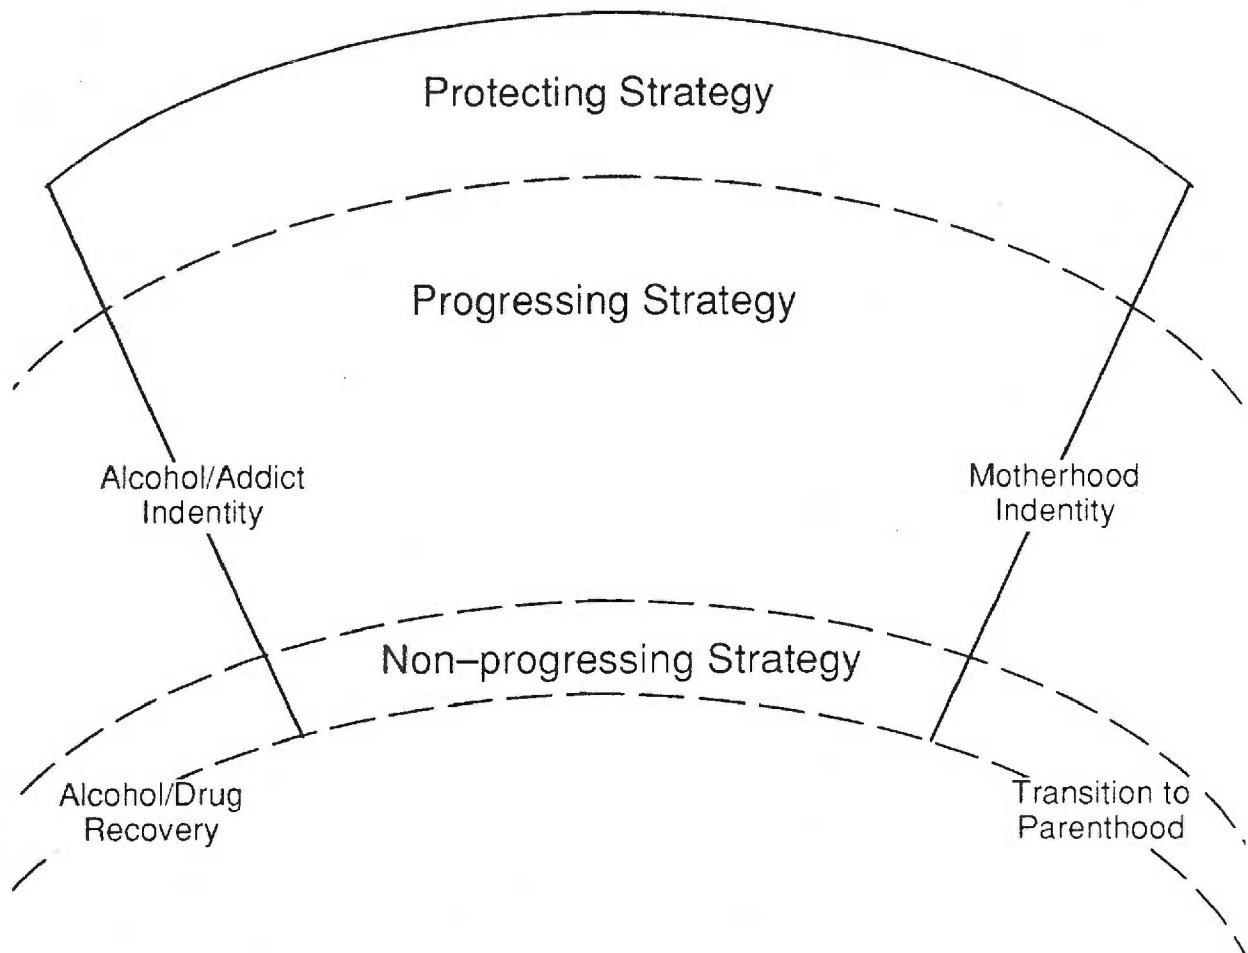 Protecting Strategy
Progressing Strategy
Alcohol/Addict
Indentity
Motherhood
Indentity
Non–progressing Strategy
Alcohol/Drug
Recovery
Transition to
Parenthood